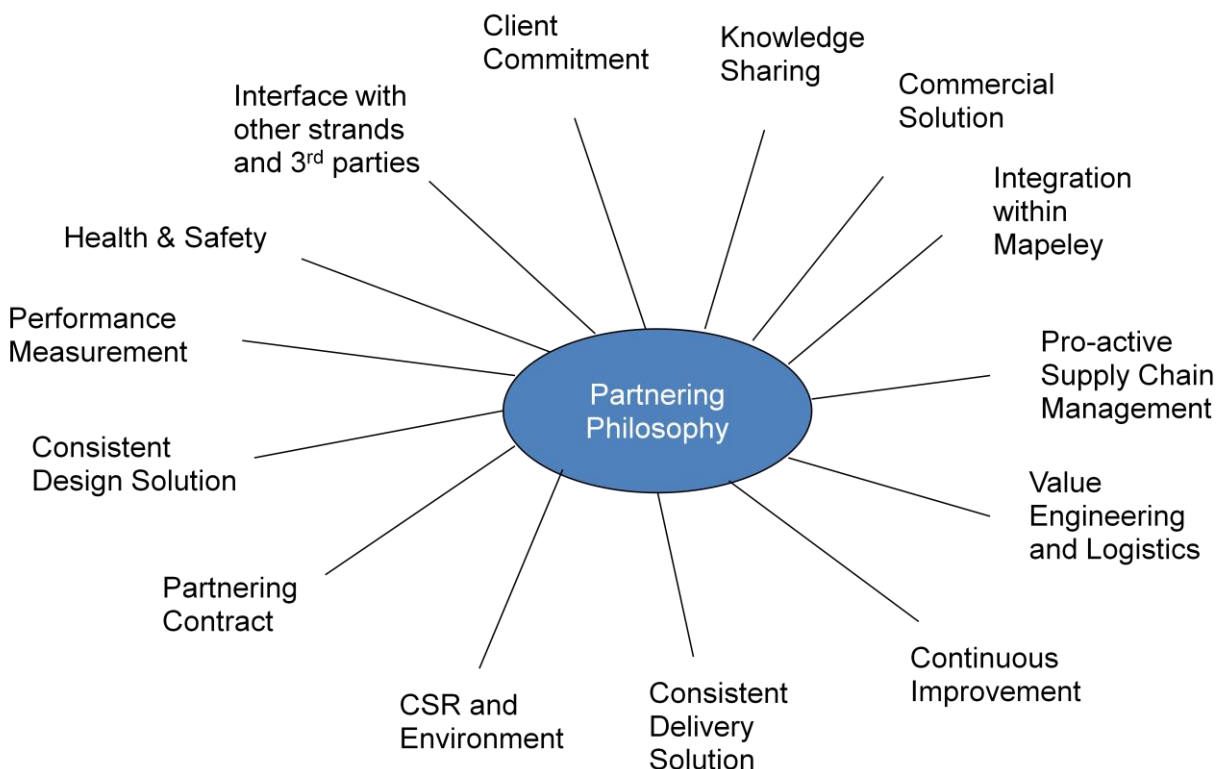 Client
Commitment
Knowledge
Sharing
Commercial
Solution
Integration
within
Mapeley
Pro-active
Supply Chain
Management
Value
Engineering
and Logistics
Continuous
Improvement
Consistent
Delivery
Solution
CSR and
Environment
Partnering
Contract
Consistent
Design Solution
Performance
Measurement
Health & Safety
Interface with
other strands
and 3rd parties
Partnering
Philosophy